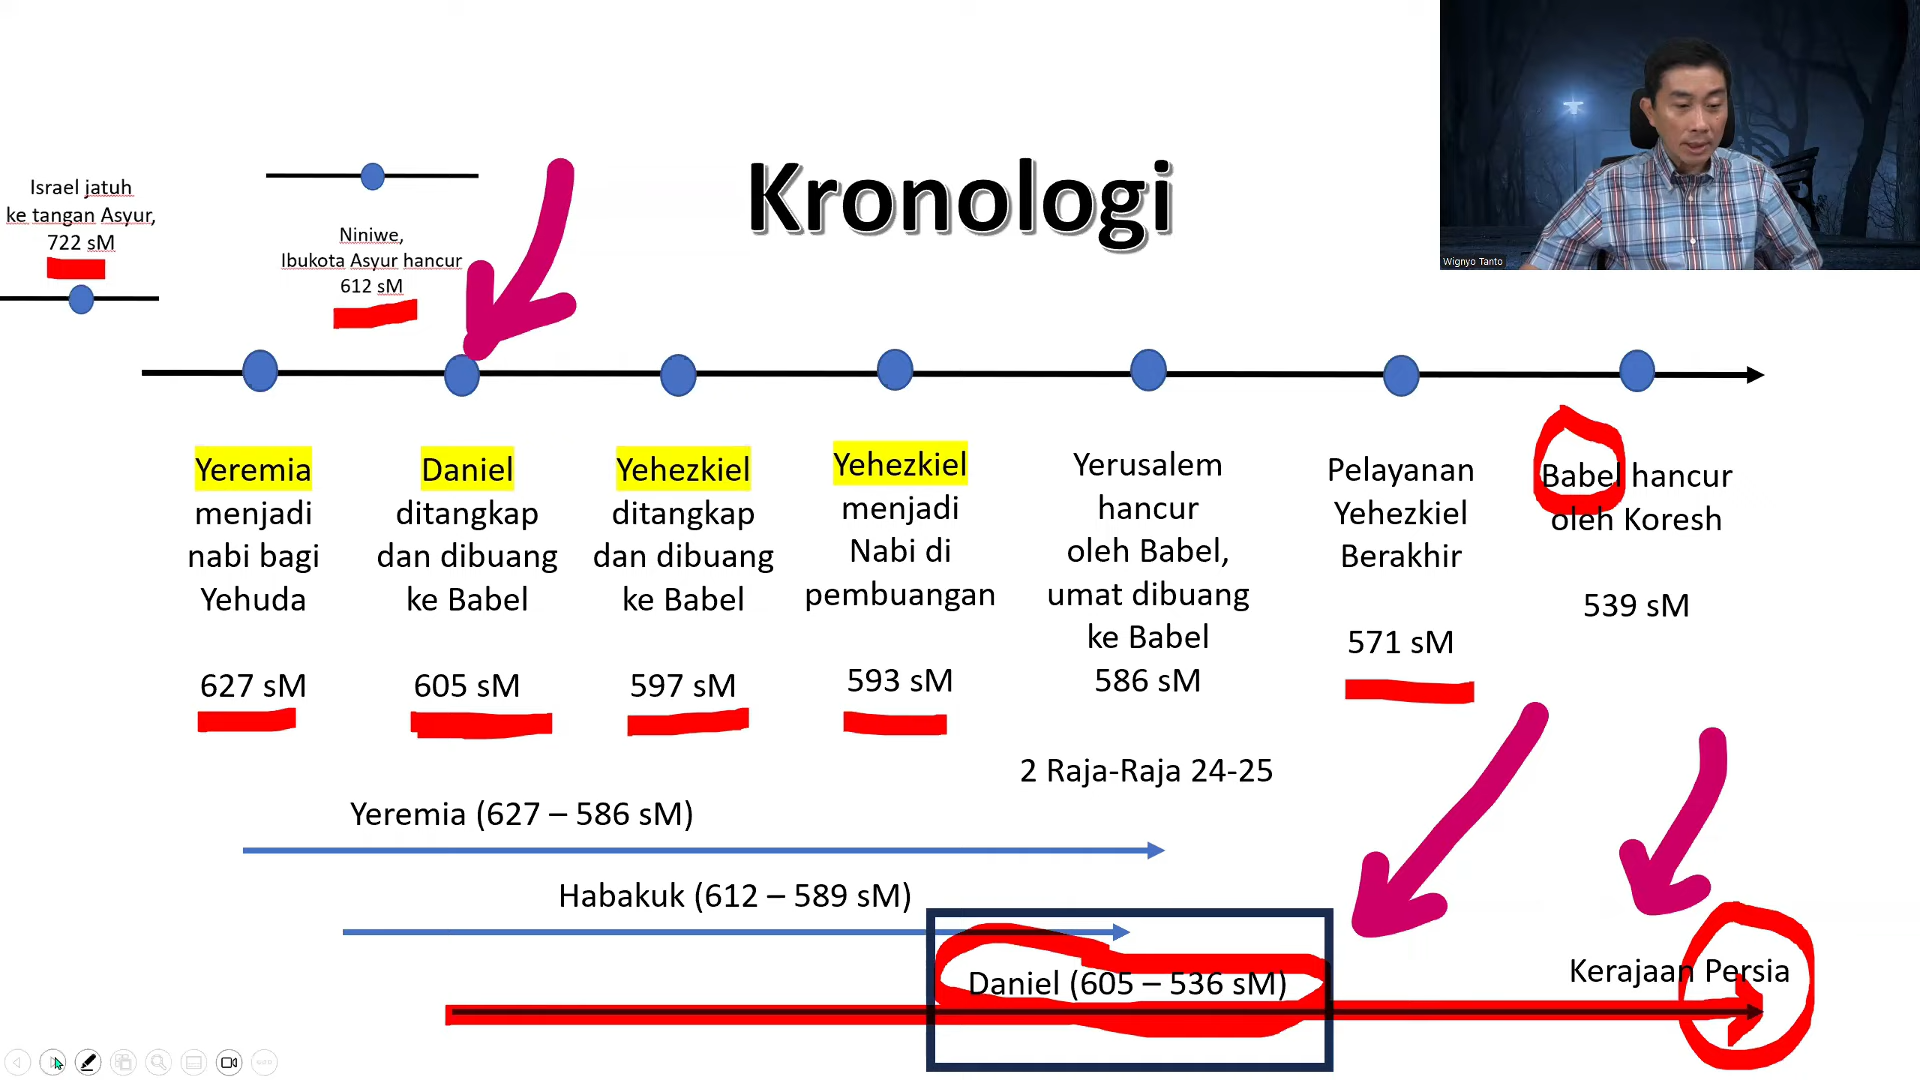 Kronologi
Israel jatuh
ke tangan Asyur,
722 sM
Niniwe,
Ibukota Asyur hancur
612 sM
Wignyo Tanto
Yeremia
menjadi
nabi bagi
Yehuda
627 sM
Daniel
ditangkap
dan dibuang
ke Babel
605 sM
Yehezkiel
ditangkap
dan dibuang
ke Babel
597 sM
Yehezkiel
menjadi
Nabi di
pembuangan
593 sM
Yerusalem
hancur
oleh Babel,
umat dibuang
ke Babel
586 sM
2 Raja-Raja 24-25
Pelayanan
Yehezkiel
Berakhir
571 sM
Babel hancur
oleh Koresh
539 sM
Yeremia (627 – 586 sM)
Habakuk (612 – 589 sM)
Daniel (605 – 536 sM)
Kerajaan Persia